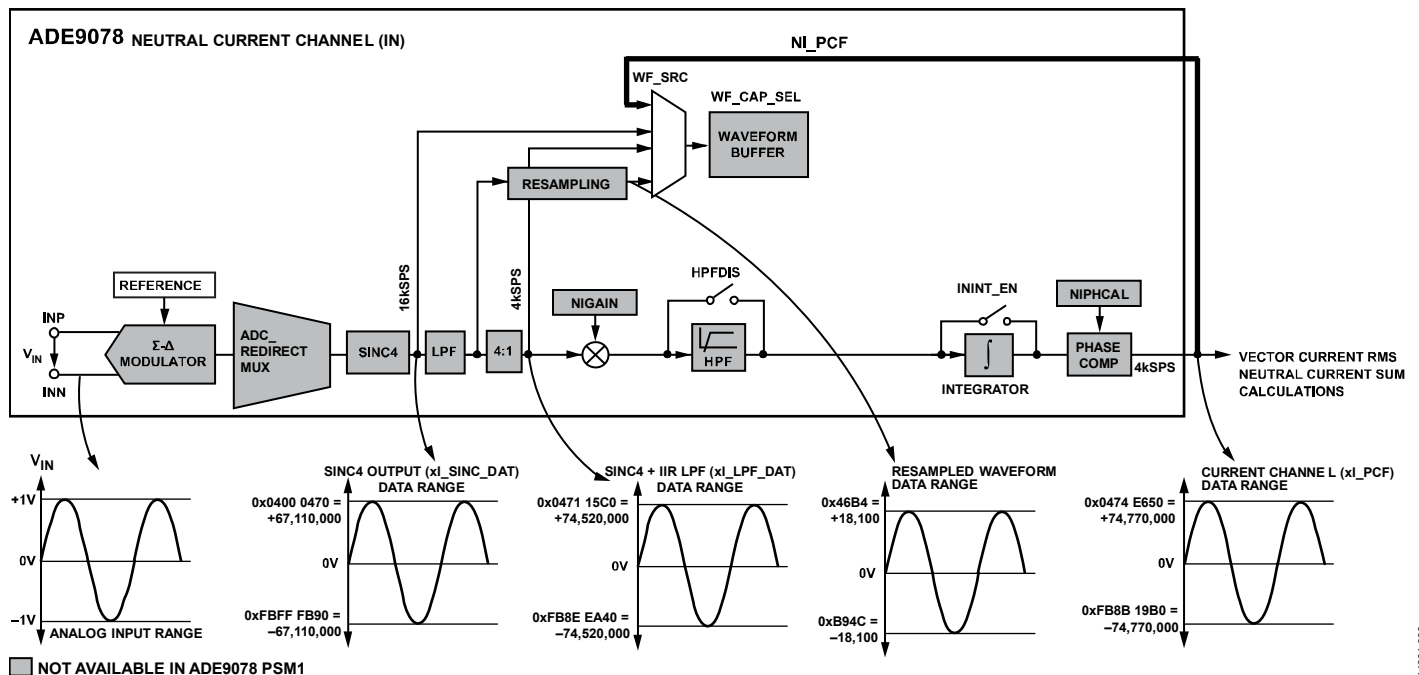 ADE9078 NEUTRAL CURRENT CHANNEL (IN)
NI_PCF
WF_SRC
WF_CAP_SEL
WAVEFORM
BUFFER
RESAMPLING
16kSPS
4kSPS
REFERENCE
INP
VIN
INN
Σ-Δ
MODULATOR
ADC_
REDIRECT
MUX
SINC4
LPF
4:1
NIGAIN
HPFDIS
HPF
ININT_EN
∫
INTEGRATOR
NIPHCAL
PHASE
COMP
4kSPS
VECTOR CURRENT RMS
NEUTRAL CURRENT SUM
CALCULATIONS
VIN
+1V
0V
–1V
ANALOG INPUT RANGE
SINC4 OUTPUT (xI_SINC_DAT)
DATA RANGE
0x0400 0470 =
+67,110,000
0V
0xFBFF FB90 =
–67,110,000
SINC4 + IIR LPF (xI_LPF_DAT)
DATA RANGE
0x0471 15C0 =
+74,520,000
0V
0xFB8E EA40 =
–74,520,000
RESAMPLED WAVEFORM
DATA RANGE
0x46B4 =
+18,100
0V
0xB94C =
–18,100
CURRENT CHANNEL (xI_PCF)
DATA RANGE
0x0474 E650 =
+74,770,000
0V
0xFB8B 19B0 =
–74,770,000
NOT AVAILABLE IN ADE9078 PSM1